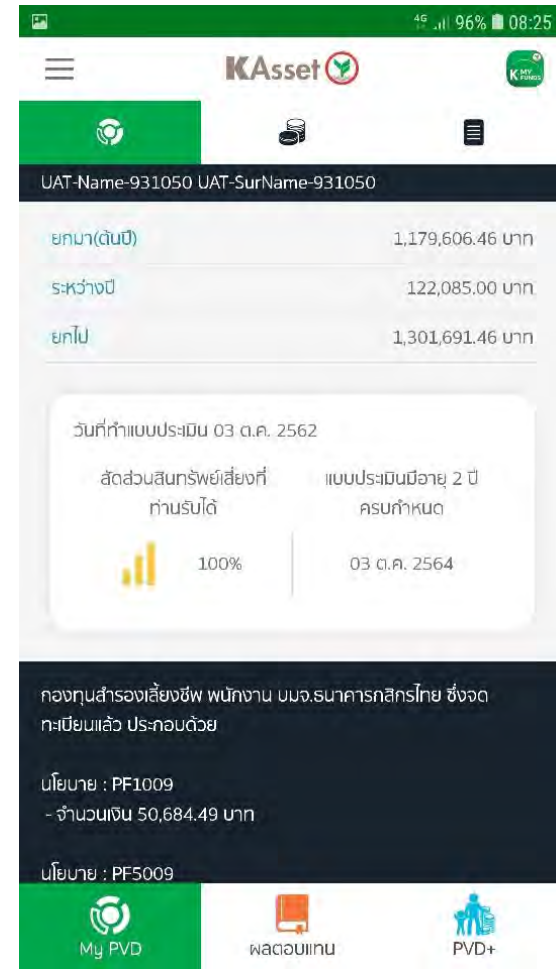 4G 96% 08:25
KAsset
K MY FUNDS
UAT-Name-931050 UAT-SurName-931050
ยกมา(ต้นปี) 1,179,606.46 บาท
ระหว่างปี 122,085.00 บาท
ยกไป 1,301,691.46 บาท
วันที่ทำแบบประเมิน 03 ต.ค. 2562
สัดส่วนสินทรัพย์เสี่ยงที่
ท่านรับได้
100%
แบบประเมินมีอายุ 2 ปี
ครบกำหนด
03 ต.ค. 2564
กองทุนสำรองเลี้ยงชีพ พนักงาน บมจ.ธนาคารกสิกรไทย ซึ่งจด
ทะเบียนแล้ว ประกอบด้วย
นโยบาย : PF1009
- จำนวนเงิน 50,684.49 บาท
นโยบาย : PF5009
My PVD
ผลตอบแทน
PVD+